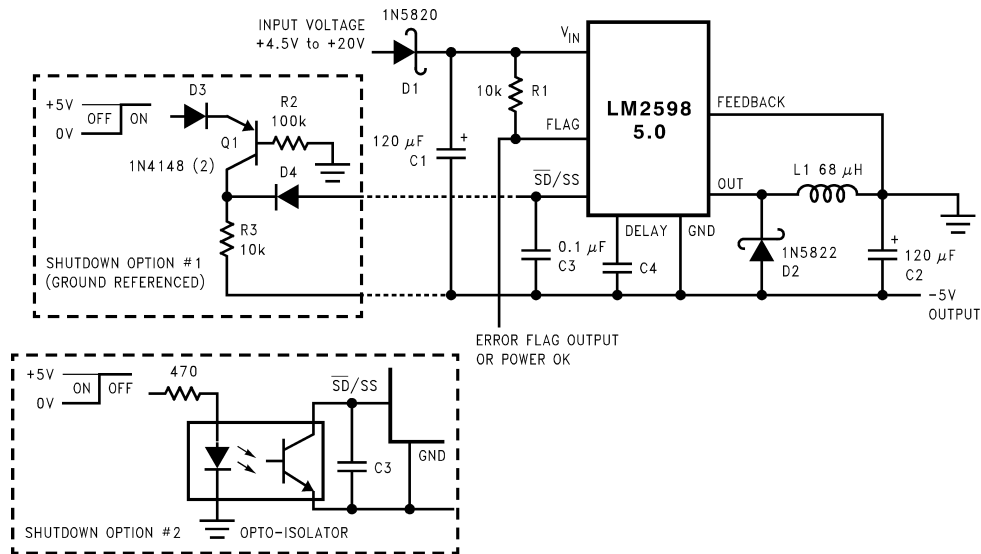 INPUT VOLTAGE
+4.5V to +20V
1N5820
D1
VIN
10k
R1
FLAG
LM2598
5.0
FEEDBACK
+5V
0V
OFF
ON
D3
R2
100k
Q1
1N4148 (2)
D4
R3
10k
SHUTDOWN OPTION #1
(GROUND REFERENCED)
120 μF
+
C1
SD/SS
0.1 μF
C3
DELAY
C4
GND
OUT
L1 68 μH
1N5822
D2
+
120 μF
C2
-5V
OUTPUT
ERROR FLAG OUTPUT
OR POWER OK
+5V
0V
ON
OFF
470
SD/SS
C3
GND
SHUTDOWN OPTION #2
OPTO-ISOLATOR